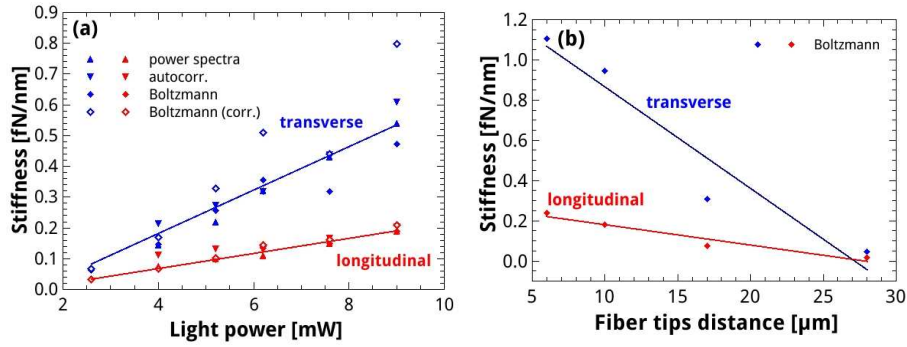 (a)
0.9
0.8
0.7
0.6
0.5
0.4
0.3
0.2
0.1
0.0
Stiffness [fN/nm]
power spectra
autocorr.
Boltzmann
Boltzmann (corr.)
transverse
longitudinal
2 4 6 8 10
Light power [mW]
(b)
1.2
1.0
0.8
0.6
0.4
0.2
0.0
Stiffness [fN/nm]
Boltzmann
transverse
longitudinal
5 10 15 20 25 30
Fiber tips distance [µm]